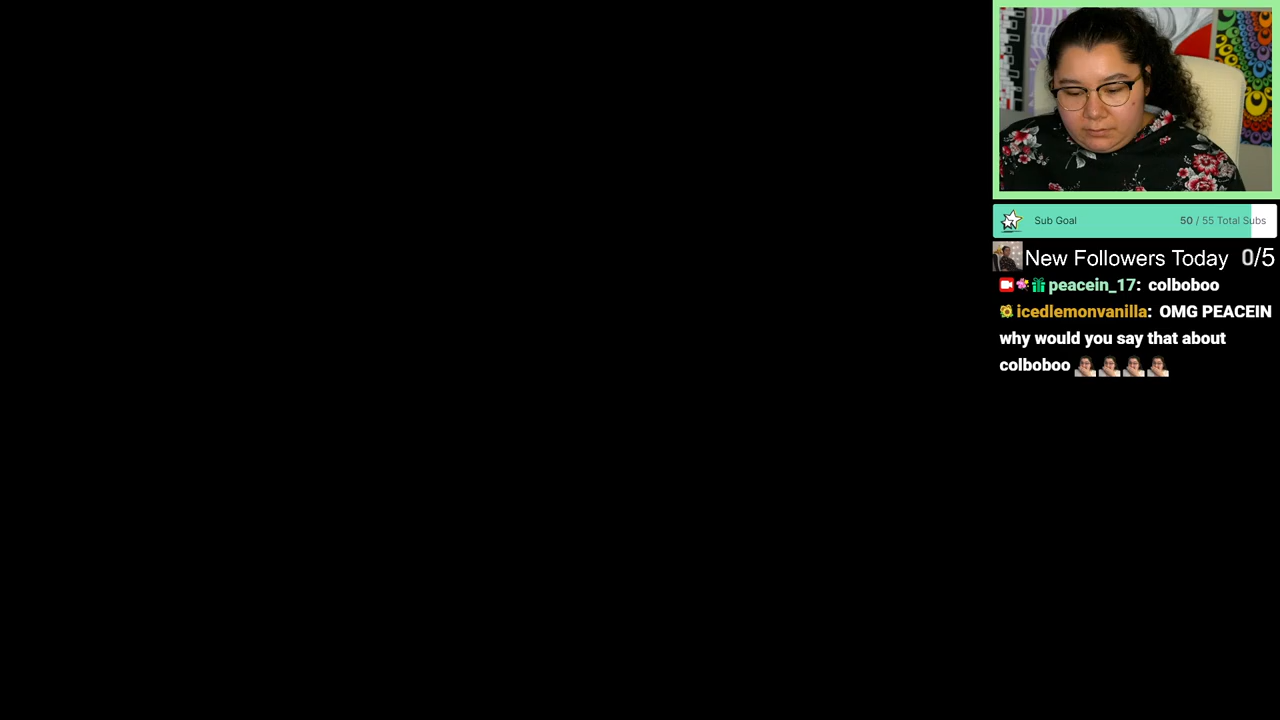 Sub Goal 50 / 55 Total Subs
New Followers Today 0/5
peacein_17: colboboo
icedlemonvanilla: OMG PEACEIN
why would you say that about
colboboo